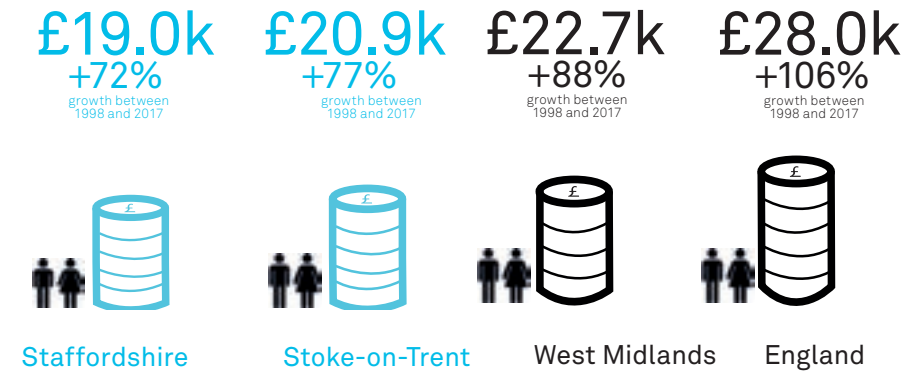 £19.0k
+72%
growth between
1998 and 2017
£20.9k
+77%
growth between
1998 and 2017
£22.7k
+88%
growth between
1998 and 2017
£28.0k
+106%
growth between
1998 and 2017
£
£
£
£
Staffordshire
Stoke-on-Trent
West Midlands
England